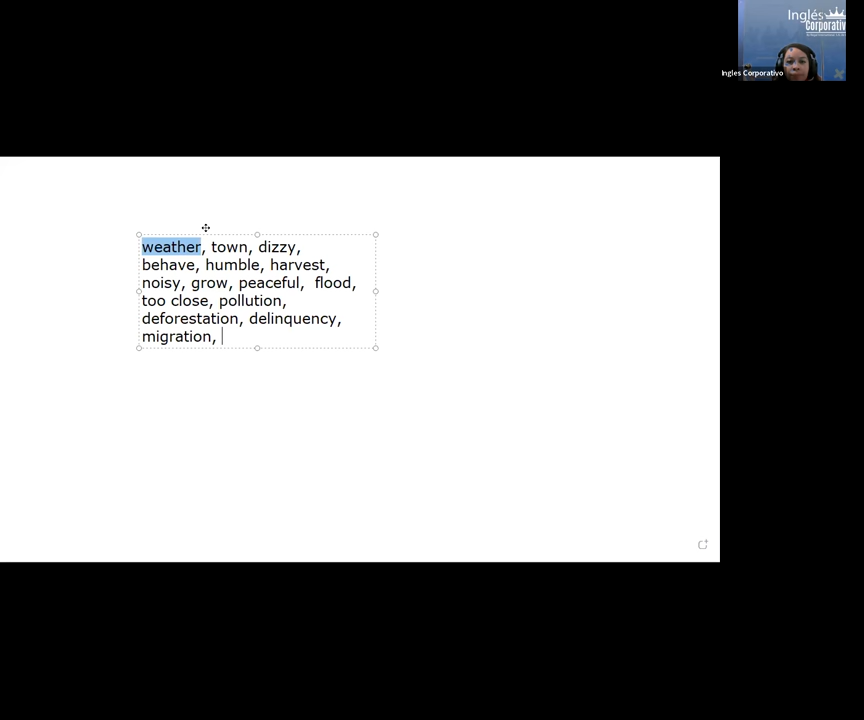 Inglés
Corporativo
Ingles Corporativo
weather, town, dizzy,
behave, humble, harvest,
noisy, grow, peaceful,  flood,
too close, pollution,
deforestation, delinquency,
migration,